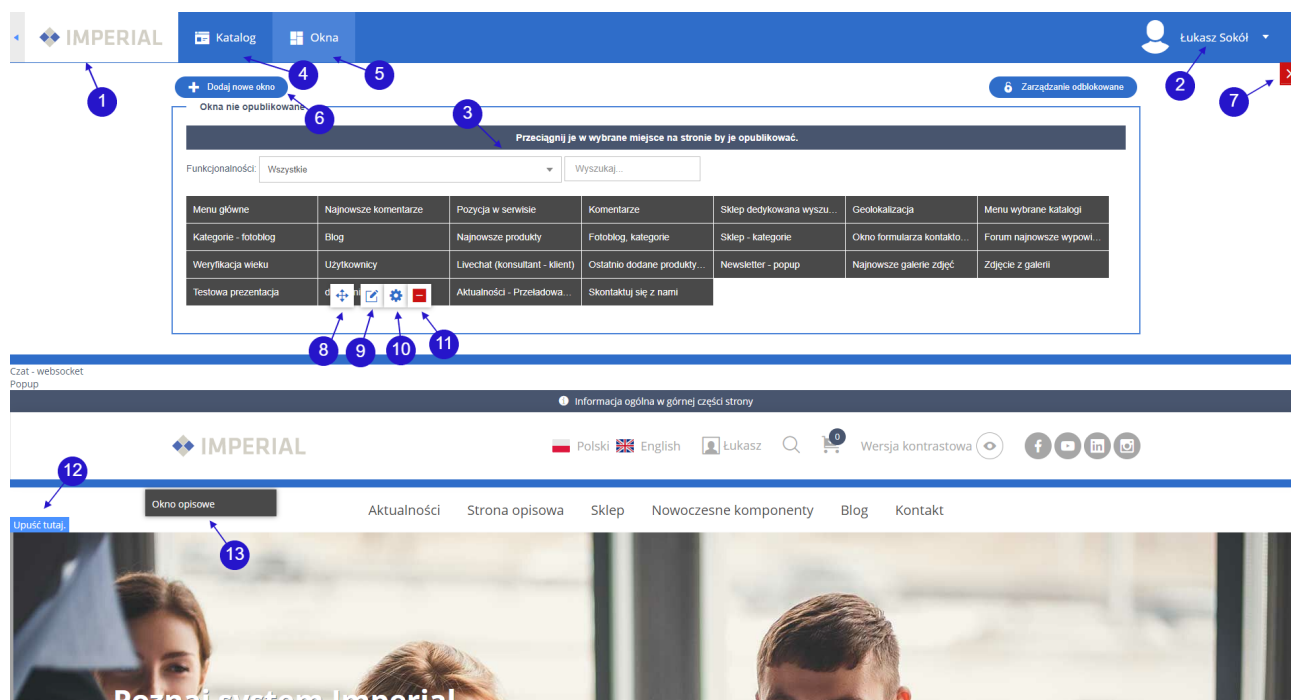 IMPERIAL Katalog Okna Łukasz Sokół
4 5 2
1 7
Dodaj nowe okno Zarządzanie odblokowane
Okna nie opublikowane
6 3
Przeciągnij je w wybrane miejsce na stronie by je opublikować.
Funkcjonalności: Wszystkie Wyszukaj...
Menu główne Najnowsze komentarze Pozycja w serwisie Komentarze Sklep dedykowana wyszu... Geolokalizacja Menu wybrane katalogi
Kategorie - fotoblog Blog Najnowsze produkty Fotoblog, kategorie Sklep - kategorie Okno formularza kontakto... Forum najnowsze wypowi...
Weryfikacja wieku Użytkownicy Livechat (konsultant - klient) Ostatnio dodane produkty... Newsletter - popup Najnowsze galerie zdjęć Zdjęcie z galerii
Testowa prezentacja Aktualności - Przeładowa... Skontaktuj się z nami
8 9 10 11
Czat - websocket
Popup
Informacja ogólna w górnej części strony
IMPERIAL Polski English Łukasz 0 Wersja kontrastowa f in
12
Okno opisowe
Aktualności Strona opisowa Sklep Nowoczesne komponenty Blog Kontakt
Upuść tutaj.
13
Poznaj system Imperial